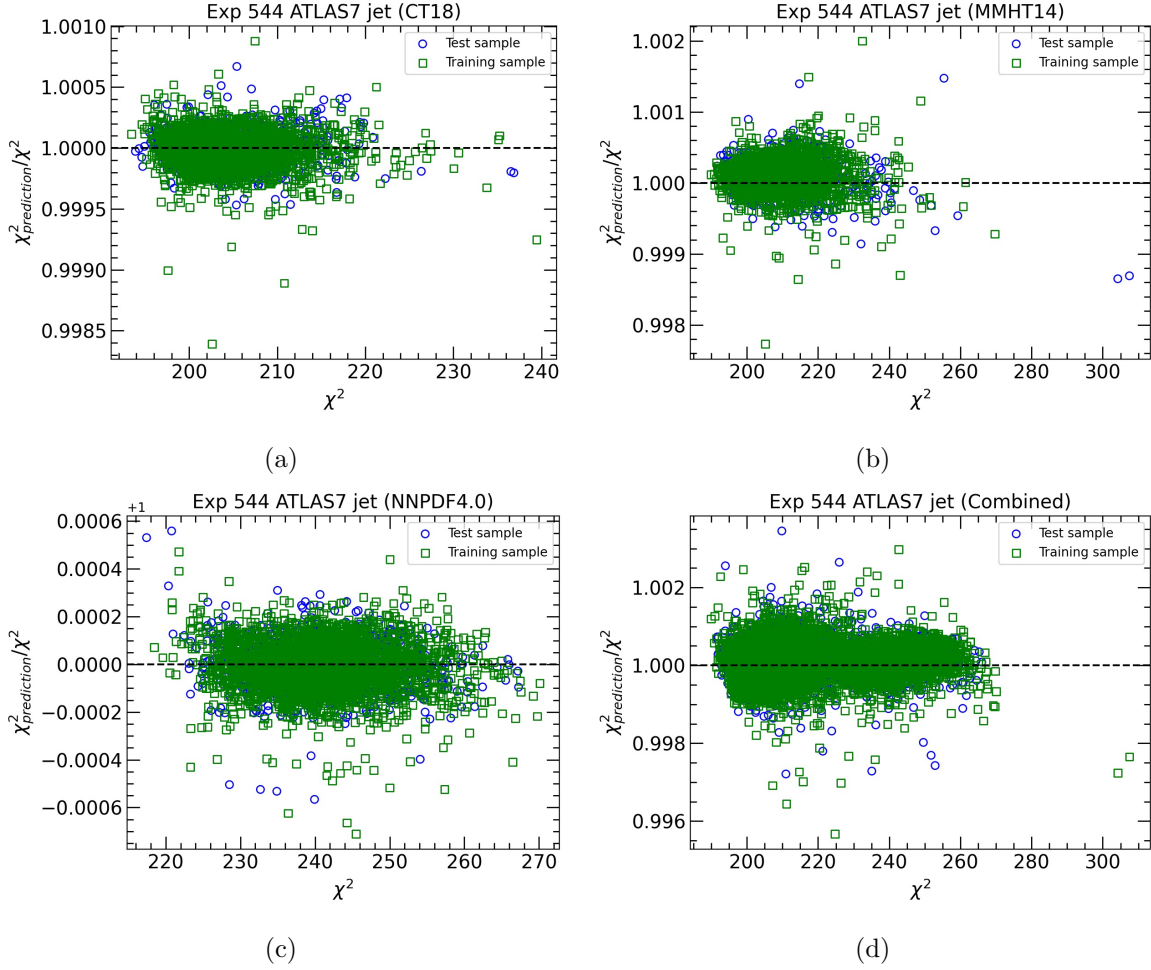 Exp 544 ATLAS7 jet (CT18)
Test sample
Training sample
1.0010
1.0005
1.0000
0.9995
0.9990
0.9985
χ²prediction/χ²
200 210 220 230 240
χ²
(a)
Exp 544 ATLAS7 jet (MMHT14)
Test sample
Training sample
1.002
1.001
1.000
0.999
0.998
χ²prediction/χ²
200 220 240 260 280 300
χ²
(b)
Exp 544 ATLAS7 jet (NNPDF4.0)
+1
Test sample
Training sample
0.0006
0.0004
0.0002
0.0000
−0.0002
−0.0004
−0.0006
χ²prediction/χ²
220 230 240 250 260 270
χ²
(c)
Exp 544 ATLAS7 jet (Combined)
Test sample
Training sample
1.002
1.000
0.998
0.996
χ²prediction/χ²
200 220 240 260 280 300
χ²
(d)